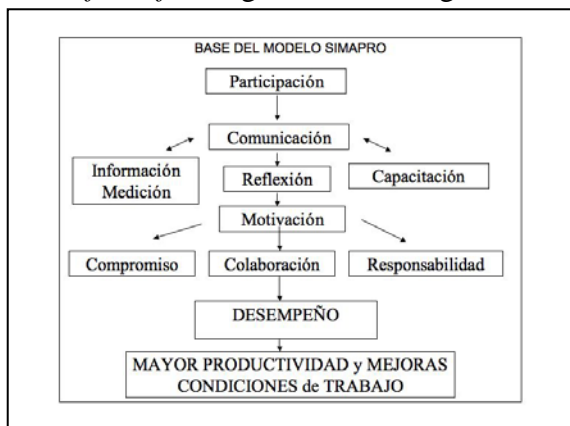 BASE DEL MODELO SIMAPRO
Participación
Comunicación
Información
Medición
Reflexión
Capacitación
Motivación
Compromiso
Colaboración
Responsabilidad
DESEMPEÑO
MAYOR PRODUCTIVIDAD y MEJORAS
CONDICIONES de TRABAJO